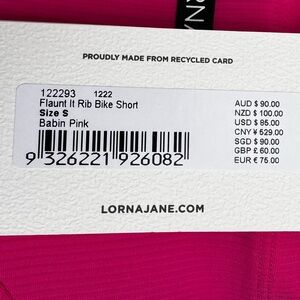 RNA
PROUDLY MADE FROM RECYCLED CARD
122293 1222
Flaunt It Rib Bike Short
Size S
Babin Pink
AUD $ 90.00
NZD $ 100.00
USD $ 85.00
CNY ¥ 529.00
SGD $ 90.00
GBP £ 60.00
EUR € 75.00
9 326221 926082
LORNAJANE.COM